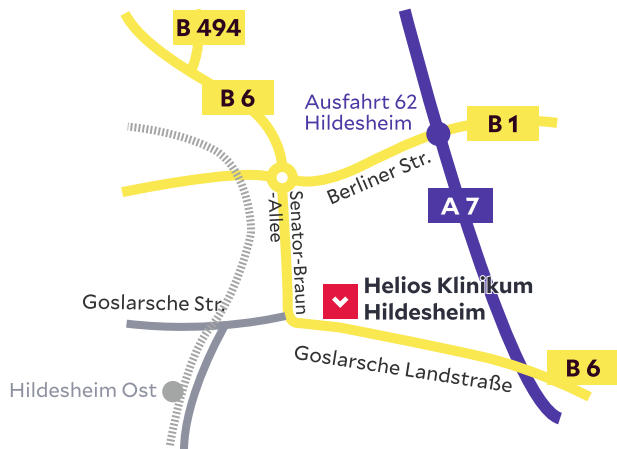 B 494
B 6
Ausfahrt 62
Hildesheim
B 1
Berliner Str.
A 7
Senator-Braun
-Allee
Helios Klinikum
Hildesheim
Goslarsche Str.
Goslarsche Landstraße
B 6
Hildesheim Ost